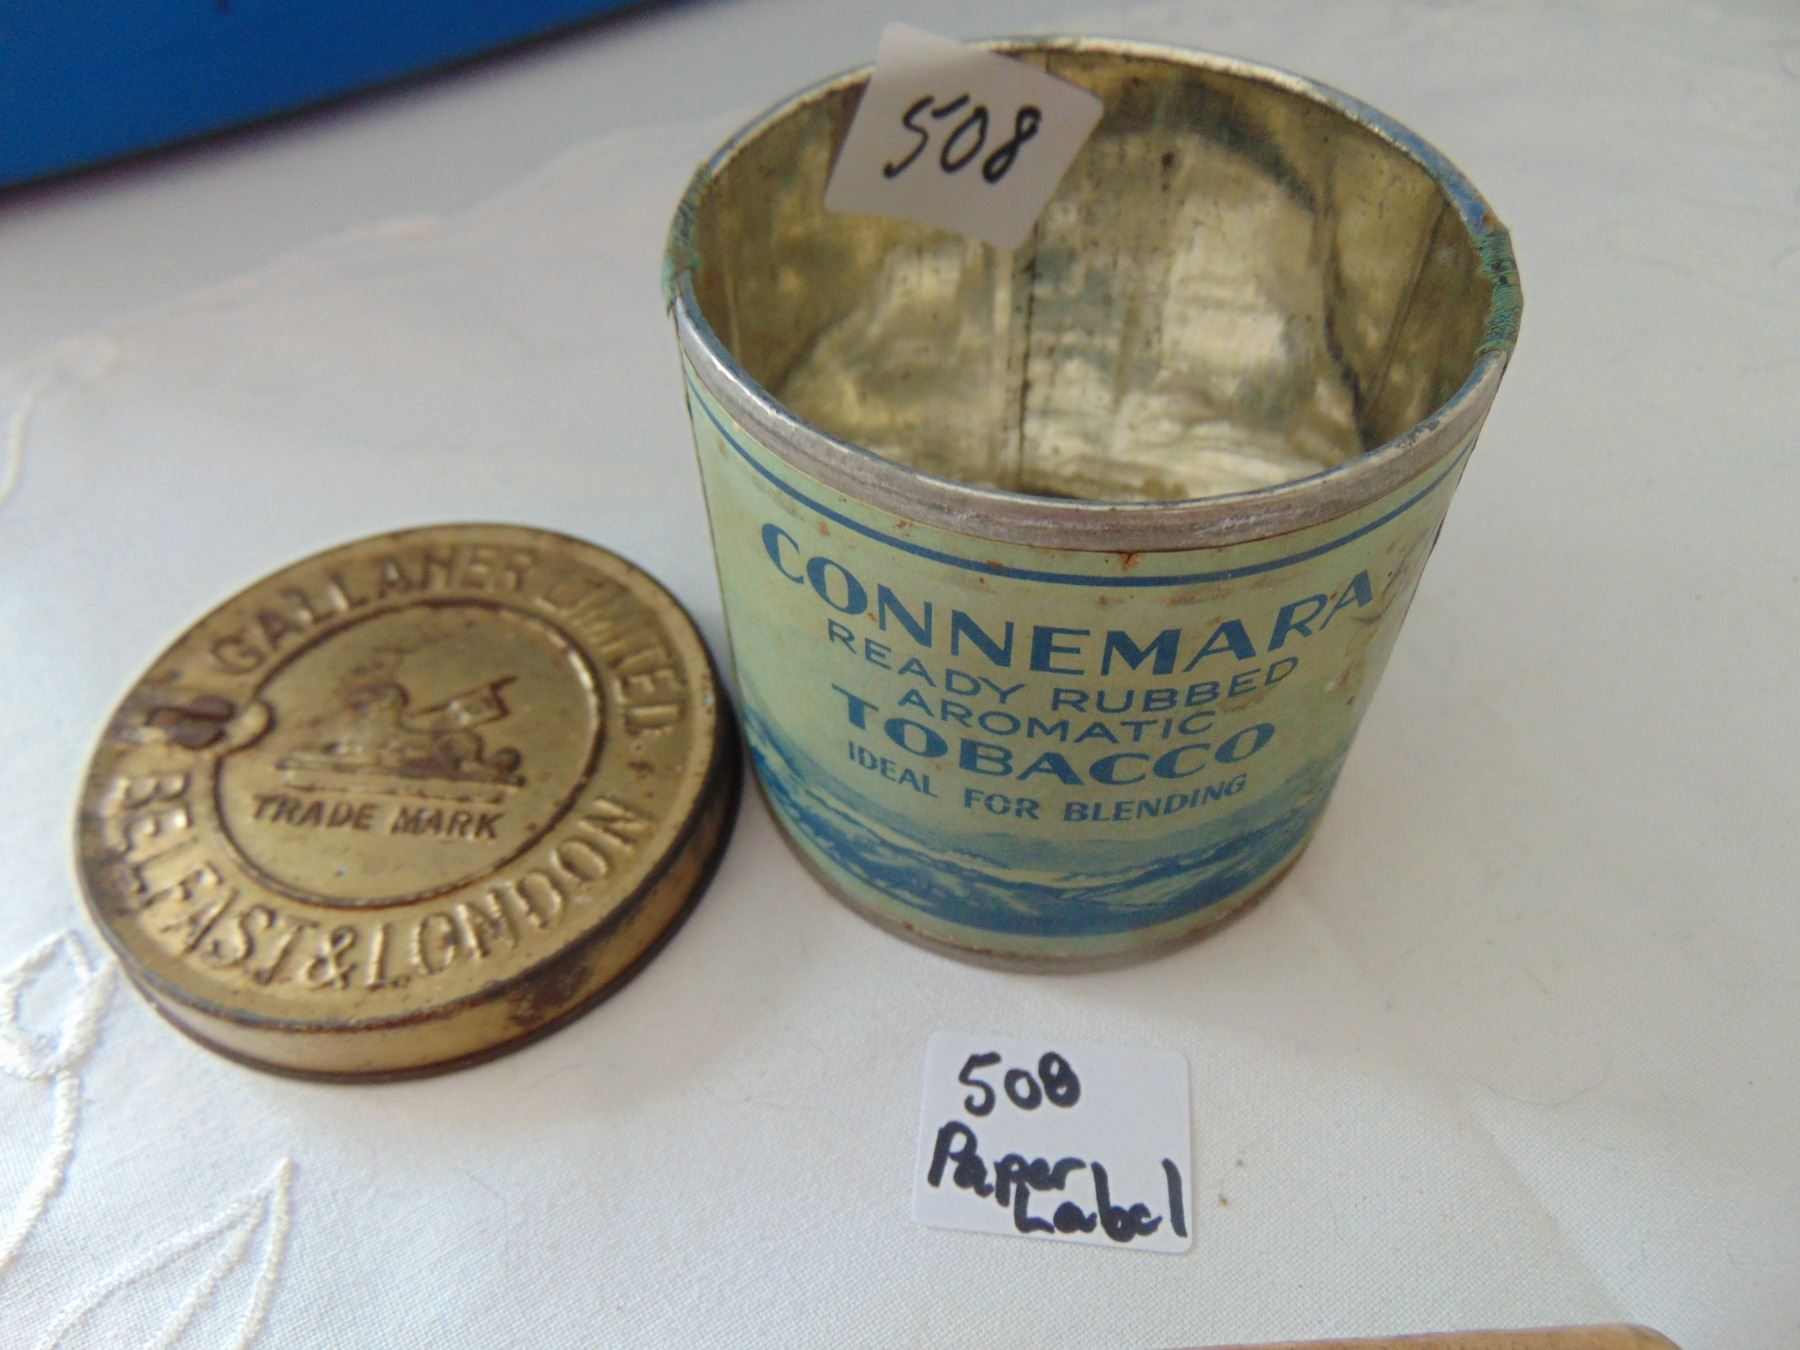 508
CONNEMARA
READY RUBBED
AROMATIC
TOBACCO
IDEAL FOR BLENDING
GALLAHER LIMITED
TRADE MARK
BELFAST & LONDON
508
Paper
Label